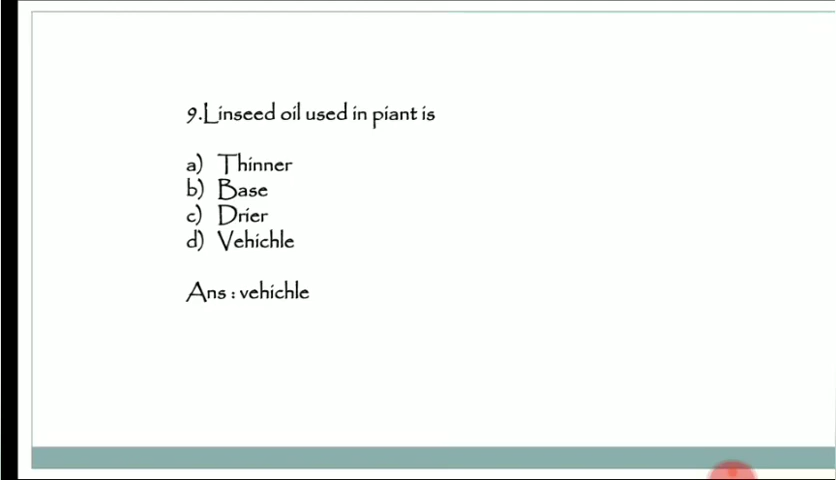 9.Linseed oil used in piant is
a) Thinner
b) Base
c) Drier
d) Vehichle
Ans : vehichle